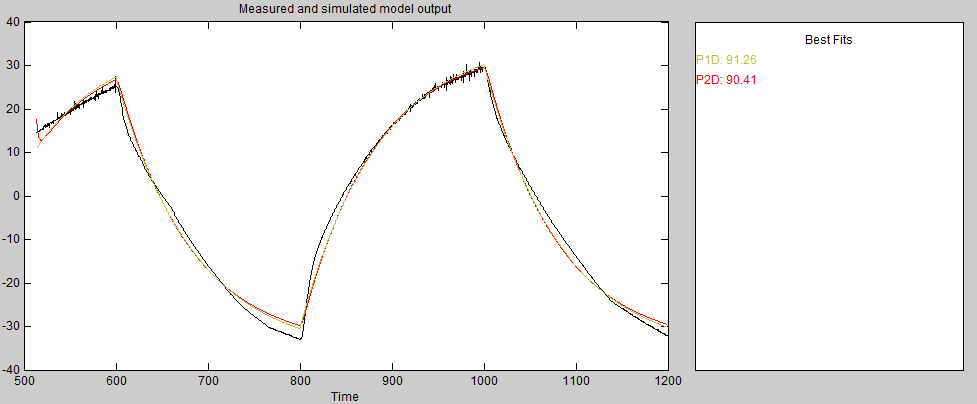 Measured and simulated model output
40
30
20
10
0
-10
-20
-30
-40
500 600 700 800 900 1000 1100 1200
Time
Best Fits
P1D: 91.26
P2D: 90.41